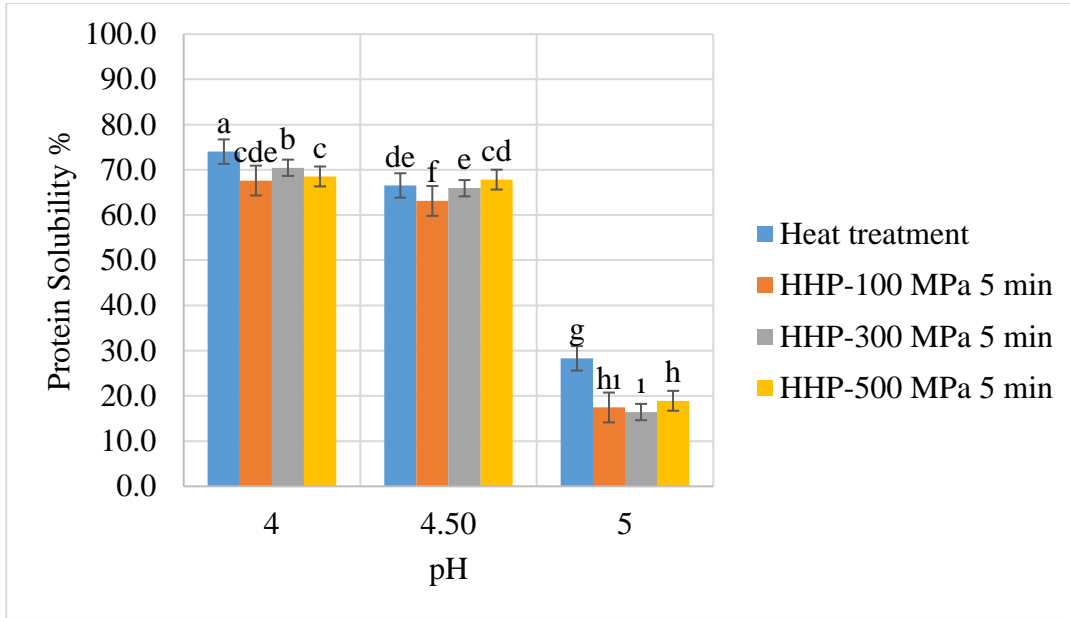 Protein Solubility %
100.0
90.0
80.0
70.0
60.0
50.0
40.0
30.0
20.0
10.0
0.0
a
cde
b
c
de
f
e
cd
g
hı
ı
h
4
4.50
5
pH
Heat treatment
HHP-100 MPa 5 min
HHP-300 MPa 5 min
HHP-500 MPa 5 min